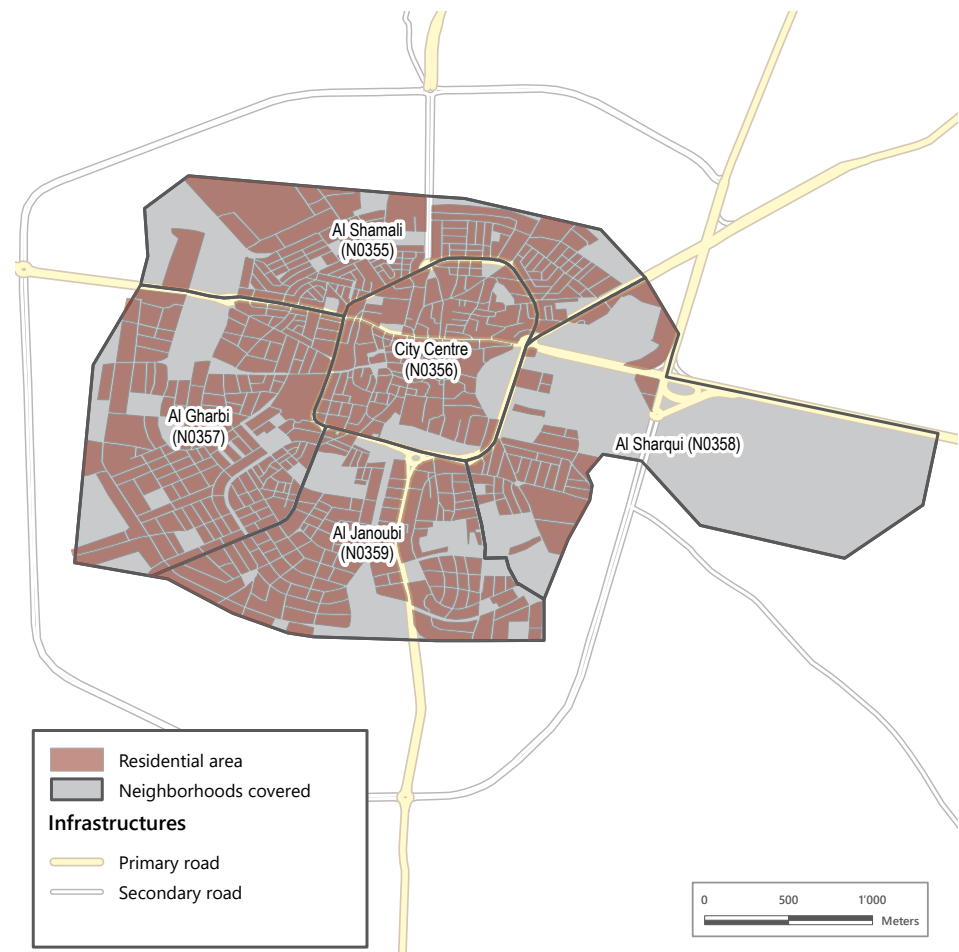 Al Shamali
(N0355)
City Centre
(N0356)
Al Gharbi
(N0357)
Al Sharqui (N0358)
Al Janoubi
(N0359)
Residential area
Neighborhoods covered
Infrastructures
Primary road
Secondary road
0 500 1'000
Meters